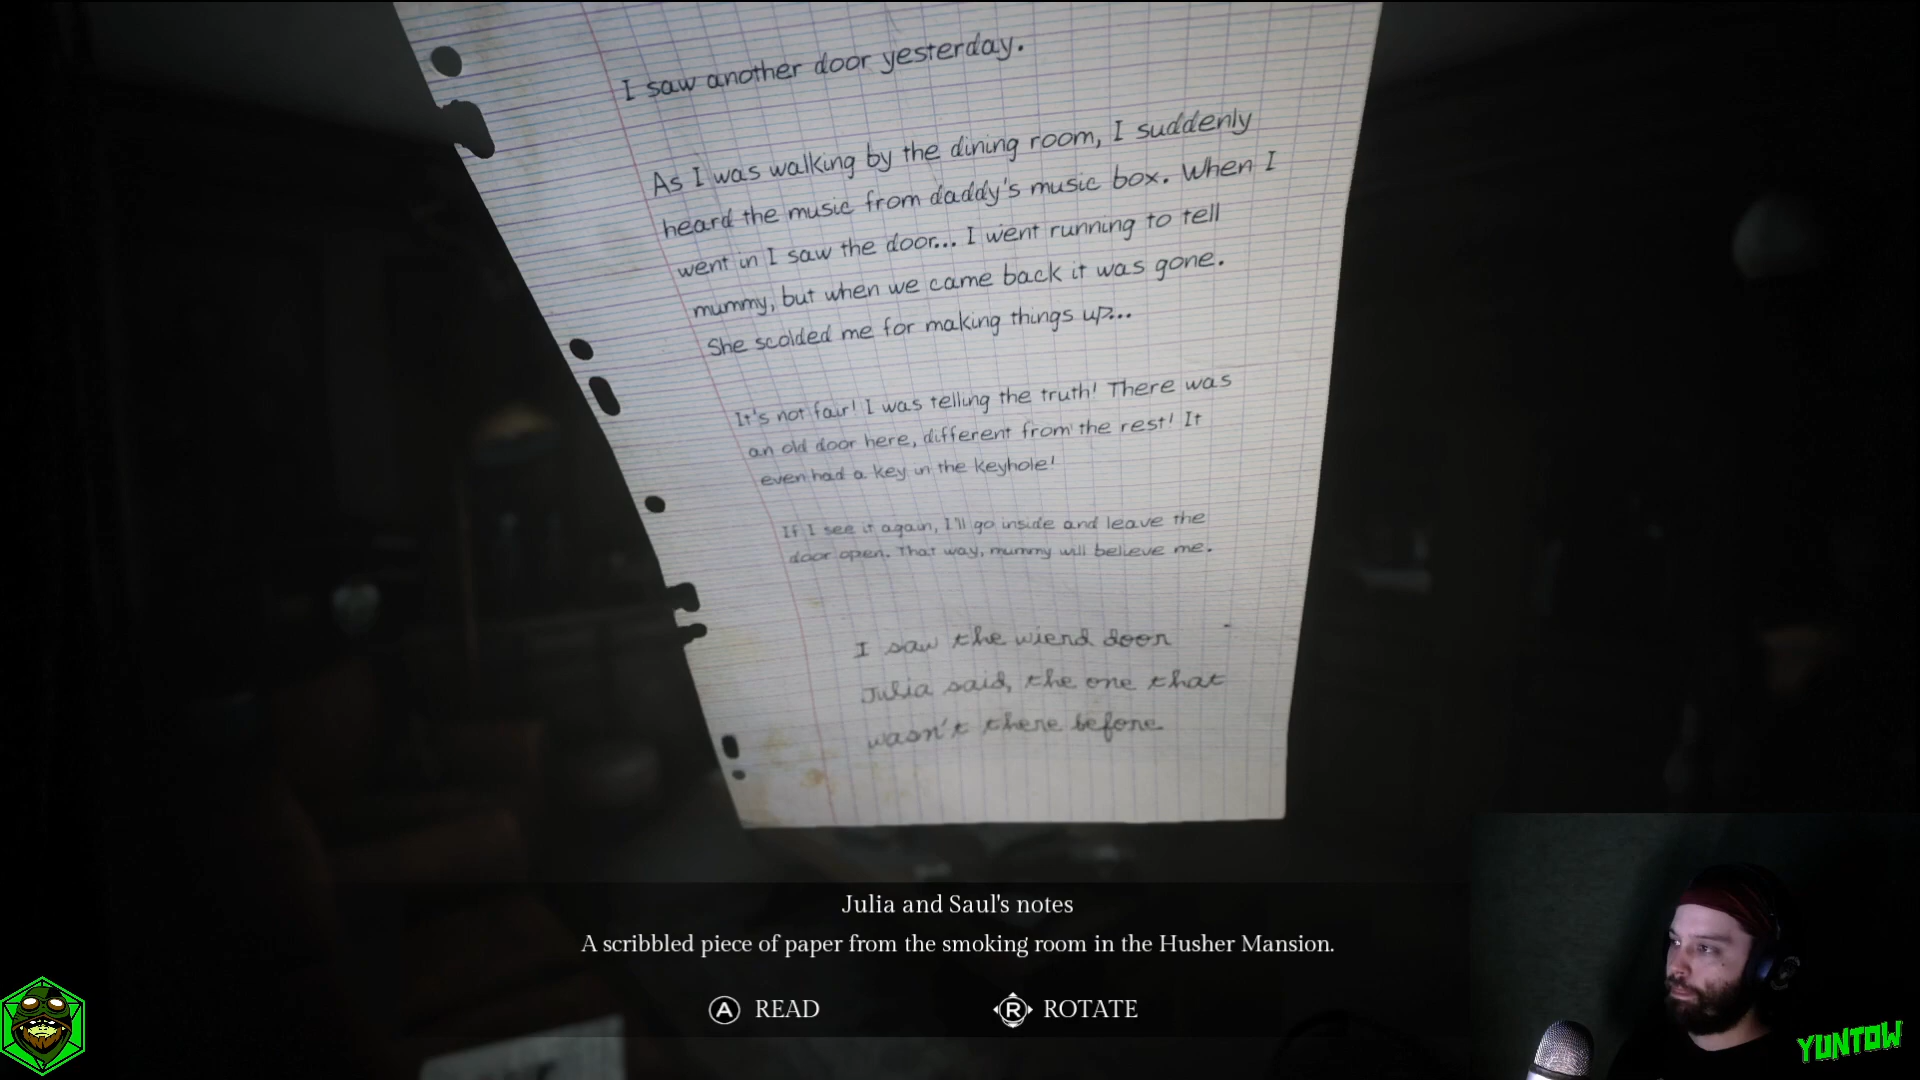 I saw another door yesterday.
As I was walking by the dining room, I suddenly
heard the music from daddy's music box. When I
went in I saw the door... I went running to tell
mummy, but when we came back it was gone.
She scolded me for making things up...
It's not fair! I was telling the truth! There was
an old door here, different from the rest! It
even had a key in the keyhole!
If I see it again, I'll go inside and leave the
door open. That way, mummy will believe me.
I saw the wierd door
Julia said, the one that
wasn't there before
Julia and Saul's notes
A scribbled piece of paper from the smoking room in the Husher Mansion.
A READ
R ROTATE
YUNTOW